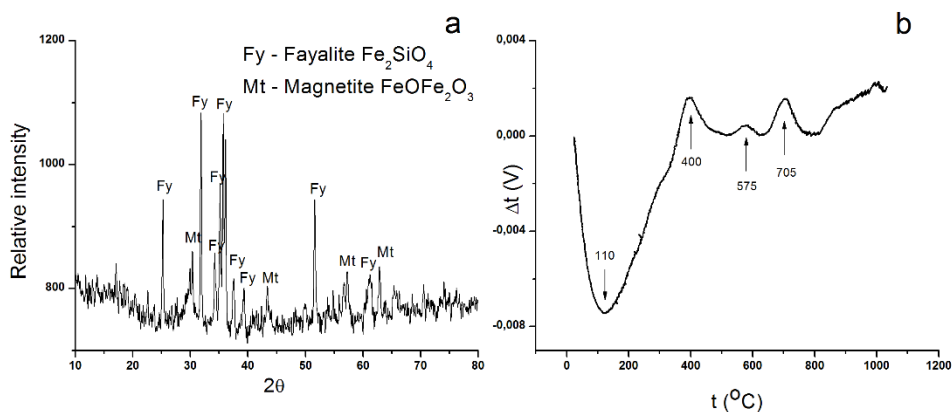 a
Fy - Fayalite Fe₂SiO₄
Mt - Magnetite FeOFe₂O₃
Relative intensity
1200
1000
800
Fy
Mt
Fy
Fy
Fy
Fy
Fy
Fy
Mt
Fy
Mt
Fy
Mt
10
20
30
40
50
60
70
80
2θ
b
Δt (V)
0,004
0,000
-0,004
-0,008
110
400
575
705
0
200
400
600
800
1000
1200
t (°C)